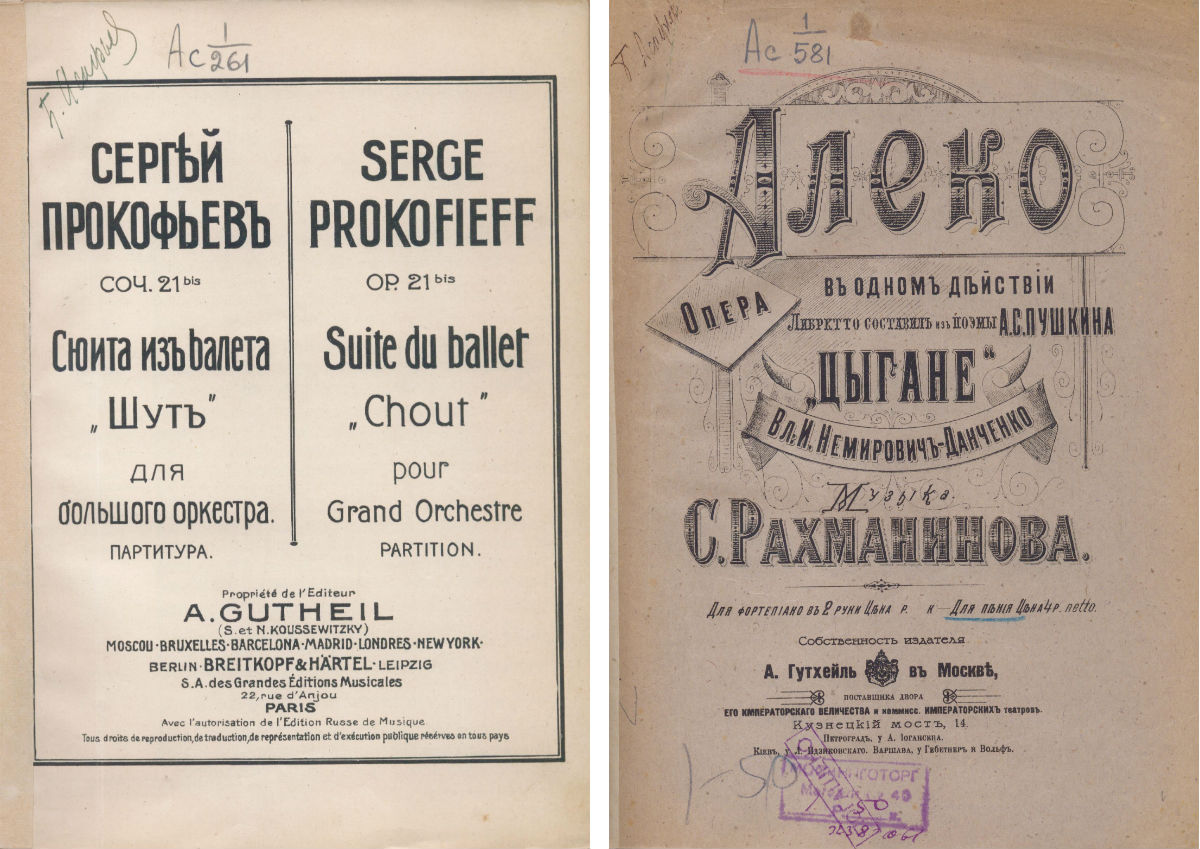 Ас 1/261
СЕРГѢЙ
ПРОКОФЬЕВЪ
СОЧ. 21 bis
Сюита изъ балета
„Шутъ"
для
большого оркестра.
ПАРТИТУРА.
SERGE
PROKOFIEFF
OP. 21 bis
Suite du ballet
„Chout"
pour
Grand Orchestre
PARTITION.
Propriété de l'Editeur
A. GUTHEIL
(S. et N. KOUSSEWITZKY)
MOSCOU·BRUXELLES·BARCELONA·MADRID·LONDRES·NEW YORK·
BERLIN·BREITKOPF & HÄRTEL·LEIPZIG
S.A. des Grandes Éditions Musicales
22, rue d'Anjou
PARIS
Avec l'autorisation de l'Edition Russe de Musique
Tous droits de reproduction, de traduction, de représentation et d'exécution publique réservés en tous pays
Ас 1/581
Алеко
Опера
въ одномъ дѣйствіи
Либретто составилъ изъ поэмы А.С.ПУШКИНА
„ЦЫГАНЕ"
Вл. И. Немировичъ-Данченко
Музыка
С. Рахманинова.
Для фортепіано въ 2 руки Цѣна р. к — Для пѣнія Цѣна 4 р. netto.
Собственность издателя
А. Гутхейль въ Москвѣ,
поставщика двора
ЕГО ИМПЕРАТОРСКАГО ВЕЛИЧЕСТВА и коммисс. ИМПЕРАТОРСКИХЪ театровъ.
Кузнецкій мостъ, 14.
Петроградъ, у А. Іогансена.
Кіевъ, у Л. Идзиковскаго. Варшава, у Гебетнеръ и Вольфъ.
1-50